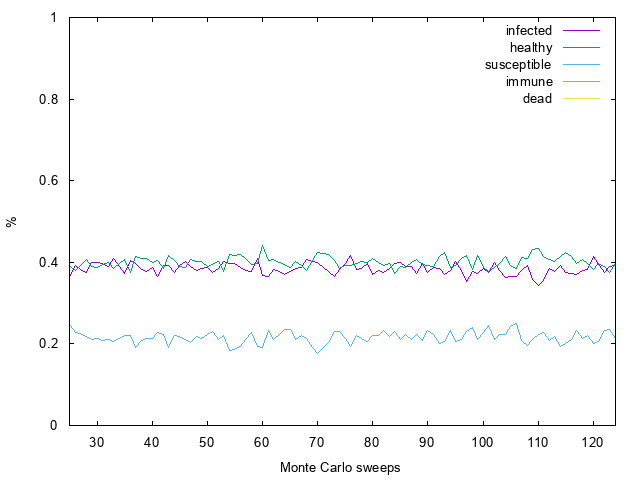 1
infected
healthy
susceptible
immune
dead
0.8
0.6
%
0.4
0.2
0
30 40 50 60 70 80 90 100 110 120
Monte Carlo sweeps